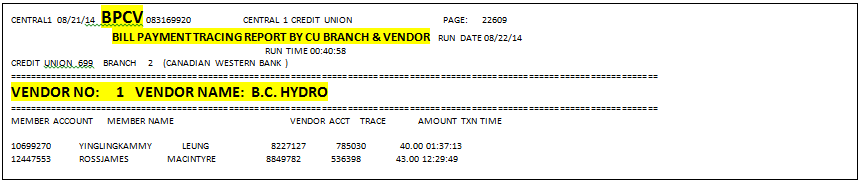 CENTRAL1 08/21/14 BPCV 083169920 CENTRAL 1 CREDIT UNION PAGE: 22609
BILL PAYMENT TRACING REPORT BY CU BRANCH & VENDOR RUN DATE 08/22/14
RUN TIME 00:40:58
CREDIT UNION 699 BRANCH 2 (CANADIAN WESTERN BANK )
VENDOR NO: 1 VENDOR NAME: B.C. HYDRO
MEMBER ACCOUNT MEMBER NAME VENDOR ACCT TRACE AMOUNT TXN TIME
10699270 YINGLINGKAMMY LEUNG 8227127 785030 40.00 01:37:13
12447553 ROSSJAMES MACINTYRE 8849782 536398 43.00 12:29:49